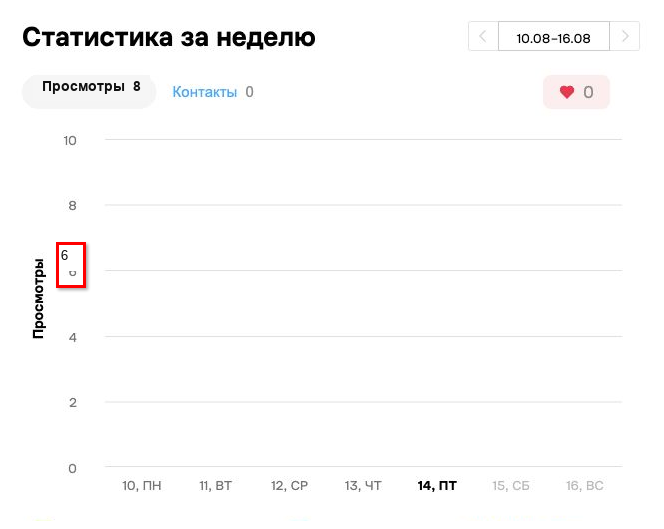 Статистика за неделю
10.08–16.08
Просмотры 8
Контакты 0
0
10
8
6
6
4
2
0
Просмотры
10, ПН 11, ВТ 12, СР 13, ЧТ 14, ПТ 15, СБ 16, ВС